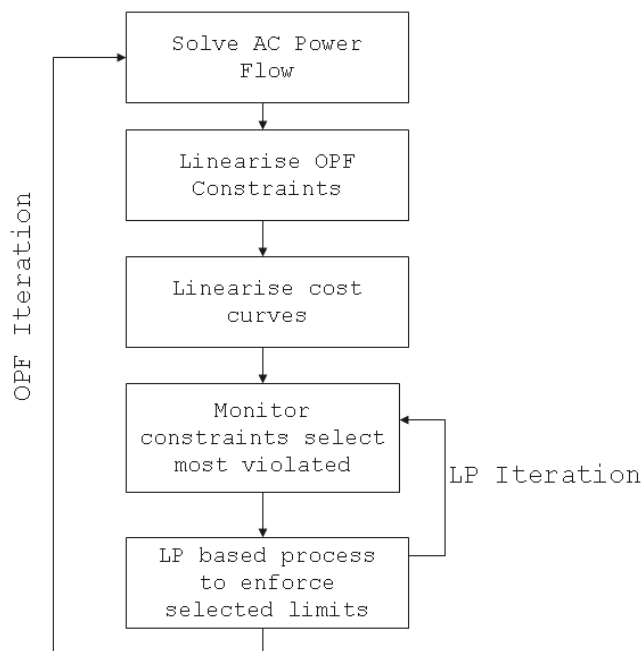 Solve AC Power
Flow
Linearise OPF
Constraints
Linearise cost
curves
Monitor
constraints select
most violated
LP based process
to enforce
selected limits
OPF Iteration
LP Iteration